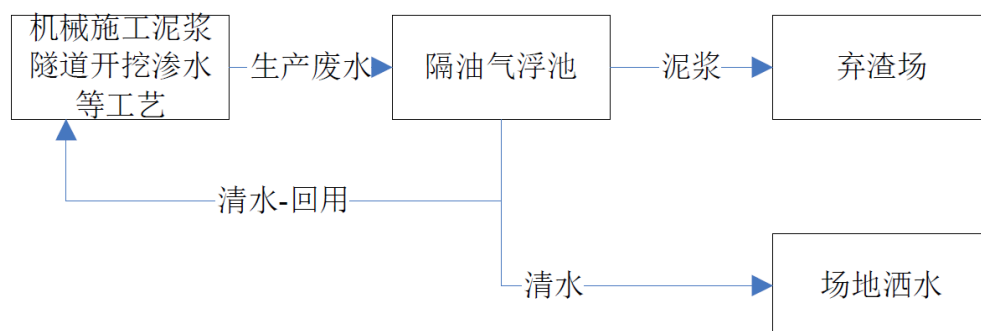 机械施工泥浆
隧道开挖渗水
等工艺
生产废水
隔油气浮池
泥浆
弃渣场
清水-回用
清水
场地洒水